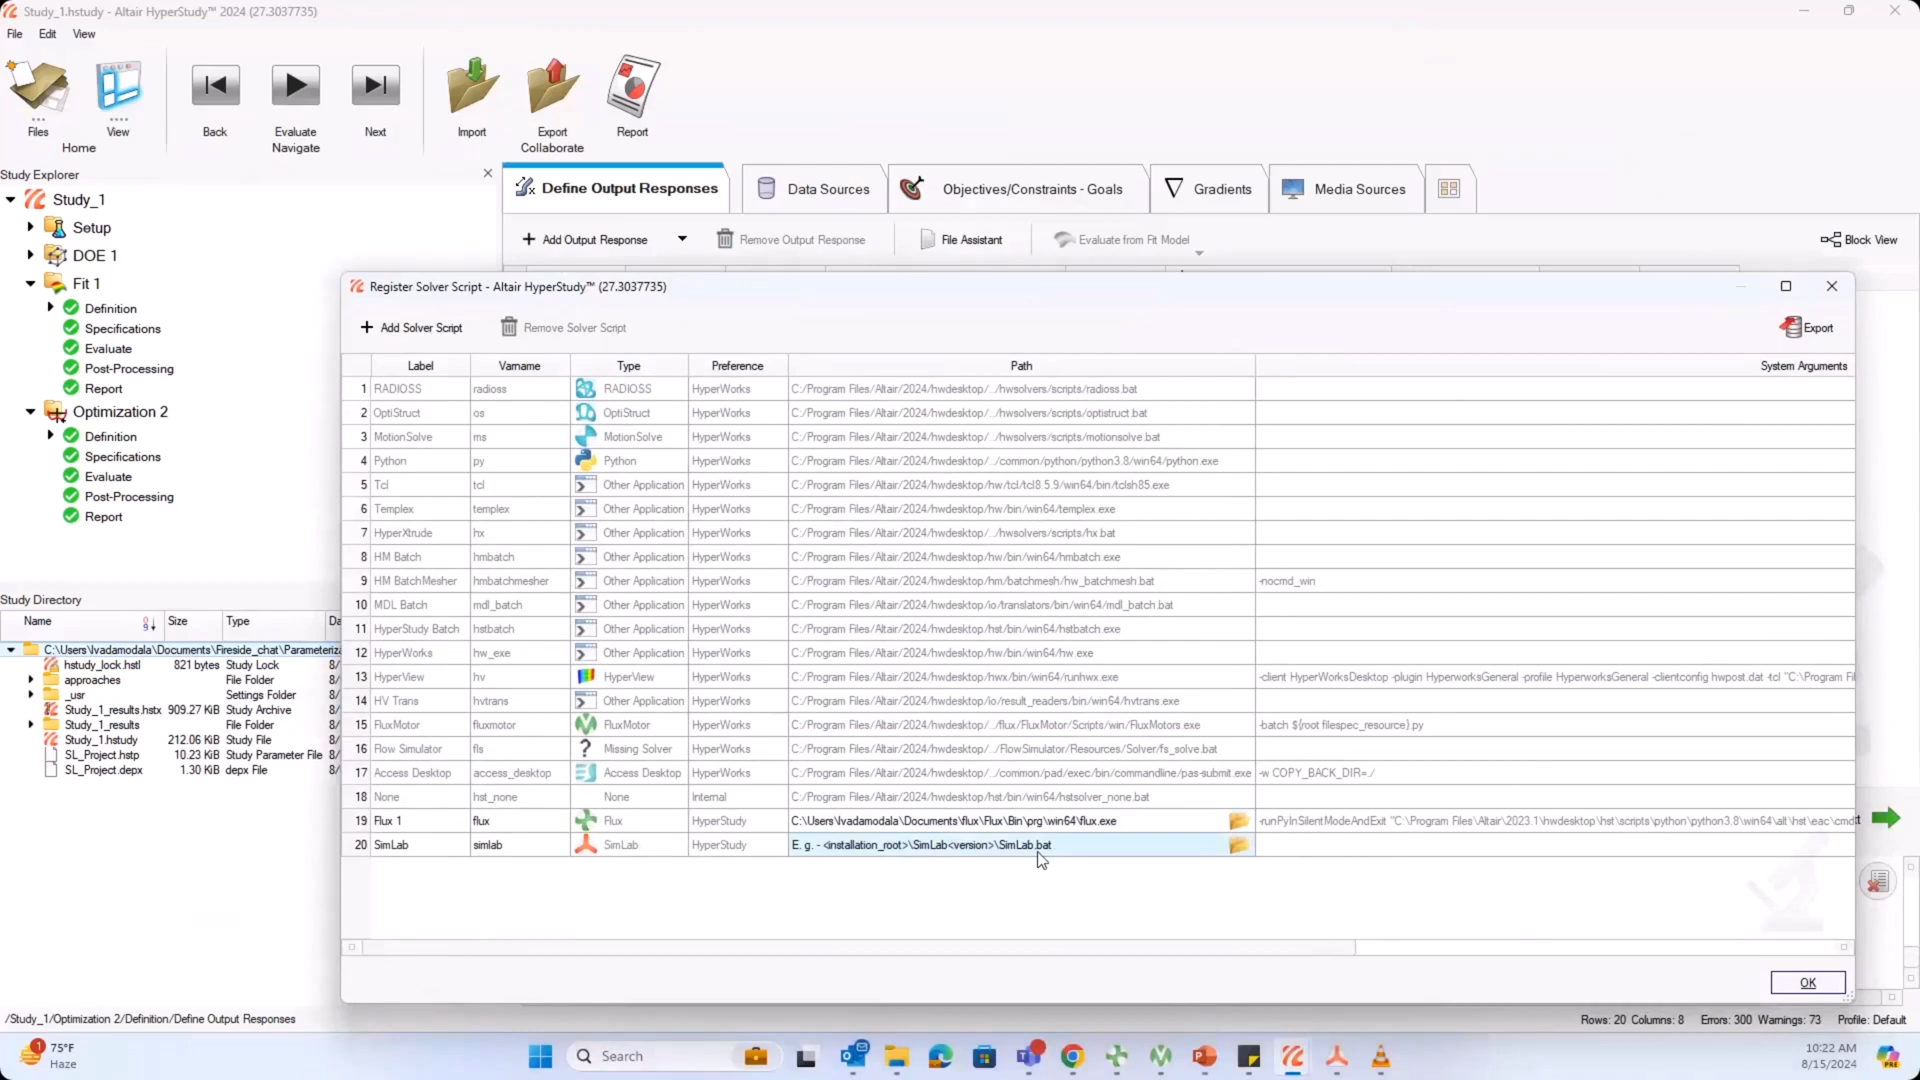 Study_1.hstudy - Altair HyperStudy™ 2024 (27.3037735)
File Edit View
Files View Back Evaluate Next Import Export Report
Home Navigate Collaborate
Study Explorer
Study_1
Setup
DOE 1
Fit 1
Definition
Specifications
Evaluate
Post-Processing
Report
Optimization 2
Definition
Specifications
Evaluate
Post-Processing
Report
Define Output Responses Data Sources Objectives/Constraints - Goals Gradients Media Sources
Add Output Response Remove Output Response File Assistant Evaluate from Fit Model Block View
Register Solver Script - Altair HyperStudy™ (27.3037735)
Add Solver Script Remove Solver Script Export
Label Varname Type Preference Path System Arguments
1 RADIOSS radioss RADIOSS HyperWorks C:/Program Files/Altair/2024/hwdesktop/../hwsolvers/scripts/radioss.bat
2 OptiStruct os OptiStruct HyperWorks C:/Program Files/Altair/2024/hwdesktop/../hwsolvers/scripts/optistruct.bat
3 MotionSolve ms MotionSolve HyperWorks C:/Program Files/Altair/2024/hwdesktop/../hwsolvers/scripts/motionsolve.bat
4 Python py Python HyperWorks C:/Program Files/Altair/2024/hwdesktop/../common/python/python3.8/win64/python.exe
5 Tcl tcl Other Application HyperWorks C:/Program Files/Altair/2024/hwdesktop/hw/tcl/tcl8.5.9/win64/bin/tclsh85.exe
6 Templex templex Other Application HyperWorks C:/Program Files/Altair/2024/hwdesktop/hw/bin/win64/templex.exe
7 HyperXtrude hx Other Application HyperWorks C:/Program Files/Altair/2024/hwdesktop/../hwsolvers/scripts/hx.bat
8 HM Batch hmbatch Other Application HyperWorks C:/Program Files/Altair/2024/hwdesktop/hw/bin/win64/hmbatch.exe
9 HM BatchMesher hmbatchmesher Other Application HyperWorks C:/Program Files/Altair/2024/hwdesktop/hm/batchmesh/hw_batchmesh.bat -nocmd_win
10 MDL Batch mdl_batch Other Application HyperWorks C:/Program Files/Altair/2024/hwdesktop/io/translators/bin/win64/mdl_batch.bat
11 HyperStudy Batch hstbatch Other Application HyperWorks C:/Program Files/Altair/2024/hwdesktop/hst/bin/win64/hstbatch.exe
12 HyperWorks hw_exe Other Application HyperWorks C:/Program Files/Altair/2024/hwdesktop/hw/bin/win64/hw.exe
13 HyperView hv HyperView HyperWorks C:/Program Files/Altair/2024/hwdesktop/hwx/bin/win64/runhwx.exe -client HyperWorksDesktop -plugin HyperworksGeneral -profile HyperworksGeneral -clientconfig hwpost.dat -tcl "C:\Program Fil
14 HV Trans hvtrans Other Application HyperWorks C:/Program Files/Altair/2024/hwdesktop/io/result_readers/bin/win64/hvtrans.exe
15 FluxMotor fluxmotor FluxMotor HyperWorks C:/Program Files/Altair/2024/hwdesktop/../flux/FluxMotor/Scripts/win/FluxMotors.exe -batch ${root filespec_resource}.py
16 Flow Simulator fls Missing Solver HyperWorks C:/Program Files/Altair/2024/hwdesktop/../FlowSimulator/Resources/Solver/fs_solve.bat
17 Access Desktop access_desktop Access Desktop HyperWorks C:/Program Files/Altair/2024/hwdesktop/../common/pad/exec/bin/commandline/pas-submit.exe -w COPY_BACK_DIR=./
18 None hst_none None Internal C:/Program Files/Altair/2024/hwdesktop/hst/bin/win64/hstsolver_none.bat
19 Flux 1 flux Flux HyperStudy C:\Users\lvadamodala\Documents\flux\Flux\Bin\prg\win64\flux.exe -runPyInSilentModeAndExit "C:\Program Files\Altair\2023.1\hwdesktop\hst\scripts\python\python3.8\win64\alt\hst\eac\cmd
20 SimLab simlab SimLab HyperStudy E. g. - <installation_root>\SimLab<version>\SimLab.bat
OK
Study Directory
Name Size Type Da
C:\Users\lvadamodala\Documents\Fireside_chat\Parameteriza
hstudy_lock.hstl 821 bytes Study Lock 8/
approaches File Folder 8/
_usr Settings Folder 8/
Study_1_results.hstx 909.27 KiB Study Archive 8/
Study_1_results File Folder 8/
Study_1.hstudy 212.06 KiB Study File 8/
SL_Project.hstp 10.23 KiB Study Parameter File 8/
SL_Project.depx 1.30 KiB depx File 8/
/Study_1/Optimization 2/Definition/Define Output Responses Rows: 20 Columns: 8 Errors: 300 Warnings: 73 Profile: Default
1 75°F
Haze
Search
10:22 AM
8/15/2024
PRE